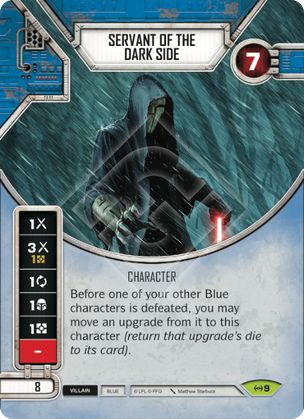 SERVANT OF THE
DARK SIDE
7
1
3
1
1
1
1
-
8
CHARACTER
Before one of your other Blue
characters is defeated, you may
move an upgrade from it to this
character (return that upgrade's die
to its card).
VILLAIN
BLUE
© LFL © FFG
Matthew Starbuck
9